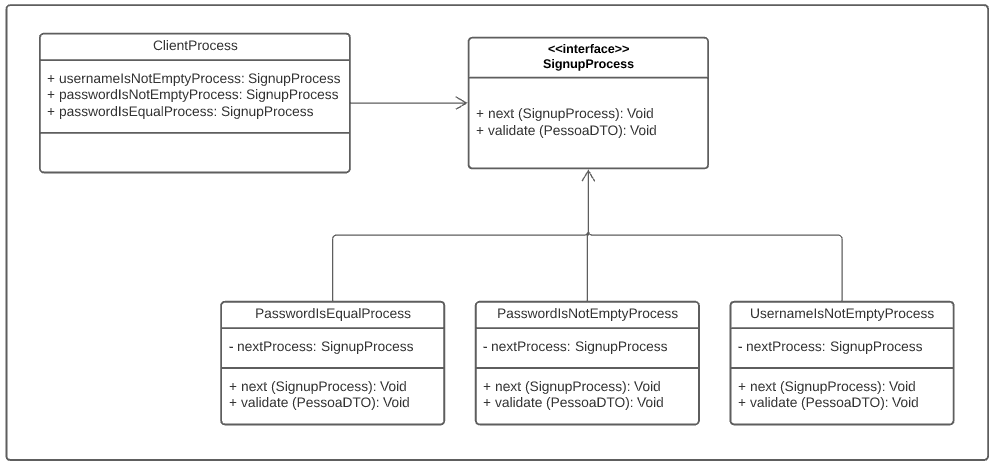 ClientProcess
+ usernameIsNotEmptyProcess: SignupProcess
+ passwordIsNotEmptyProcess: SignupProcess
+ passwordIsEqualProcess: SignupProcess
<<interface>>
SignupProcess
+ next (SignupProcess): Void
+ validate (PessoaDTO): Void
PasswordIsEqualProcess
- nextProcess: SignupProcess
+ next (SignupProcess): Void
+ validate (PessoaDTO): Void
PasswordIsNotEmptyProcess
- nextProcess: SignupProcess
+ next (SignupProcess): Void
+ validate (PessoaDTO): Void
UsernameIsNotEmptyProcess
- nextProcess: SignupProcess
+ next (SignupProcess): Void
+ validate (PessoaDTO): Void